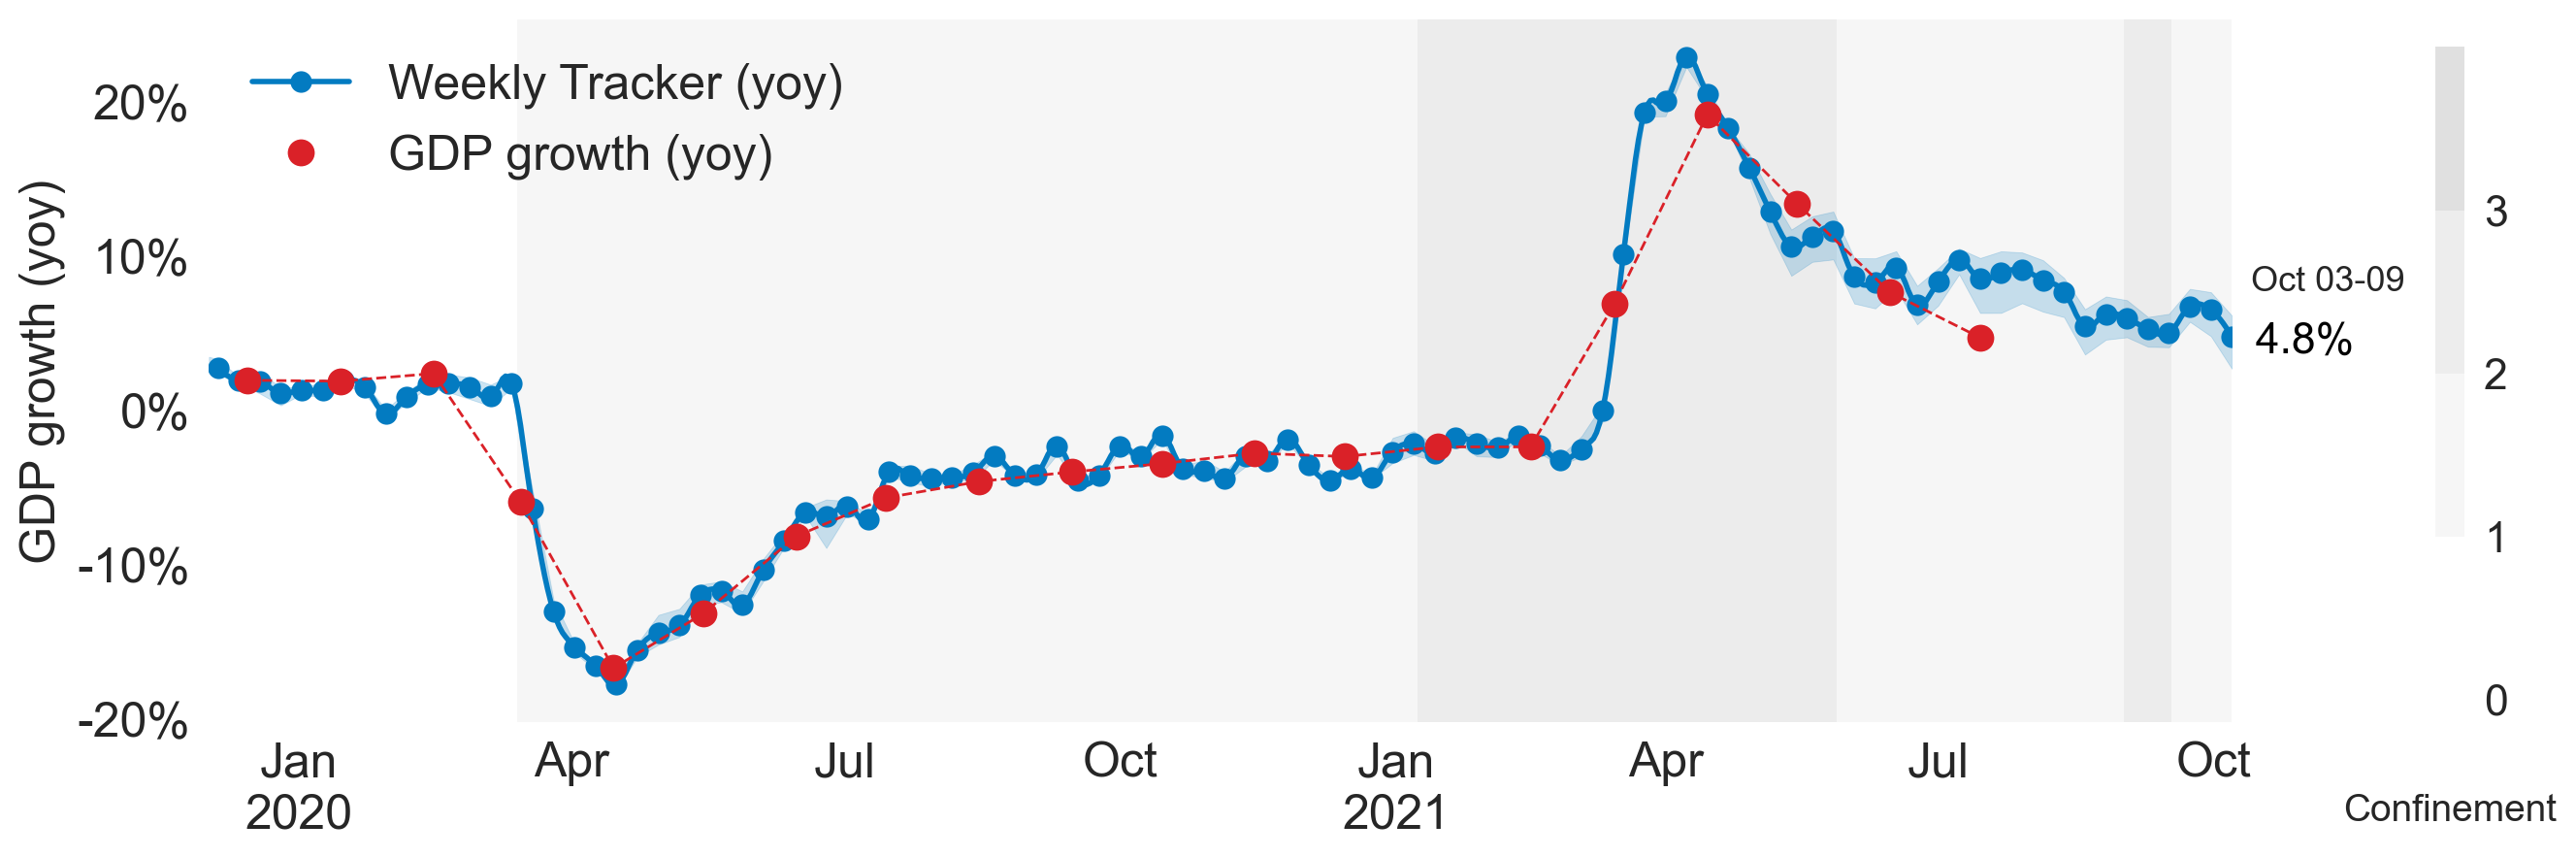 Weekly Tracker (yoy)
GDP growth (yoy)
GDP growth (yoy)
20%
10%
0%
-10%
-20%
Jan
2020
Apr
Jul
Oct
Jan
2021
Apr
Jul
Oct
Oct 03-09
4.8%
3
2
1
0
Confinement